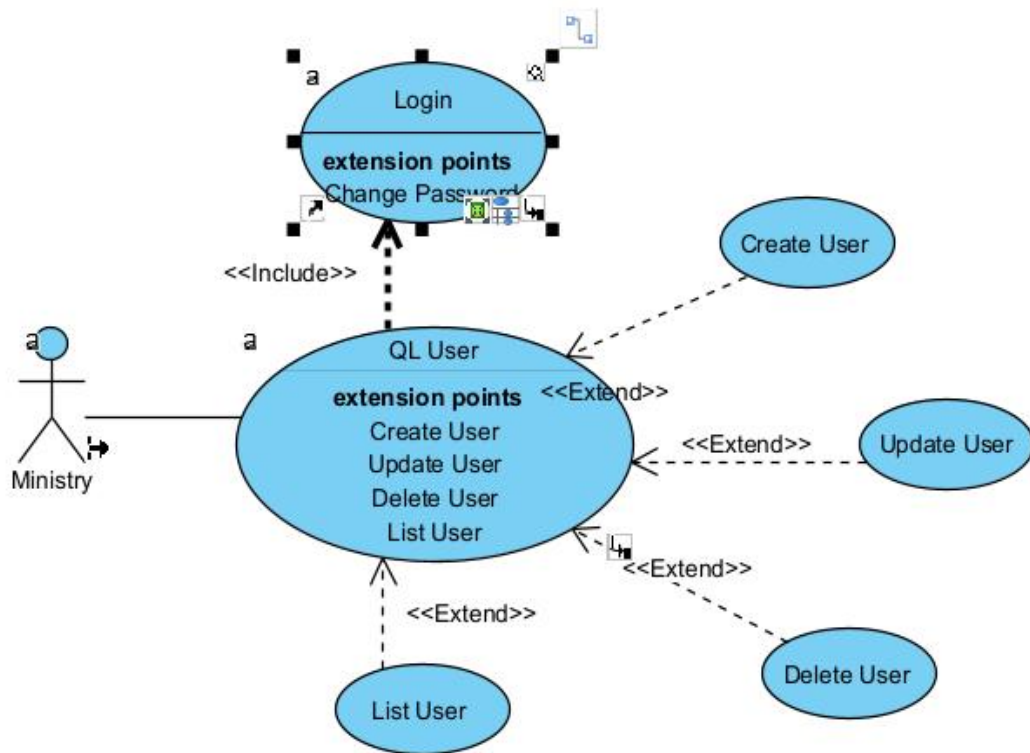 a
Login
extension points
Change Password
<<Include>>
Create User
a
a
QL User
<<Extend>>
extension points
Create User
Update User
Delete User
List User
Ministry
<<Extend>>
Update User
<<Extend>>
<<Extend>>
Delete User
List User